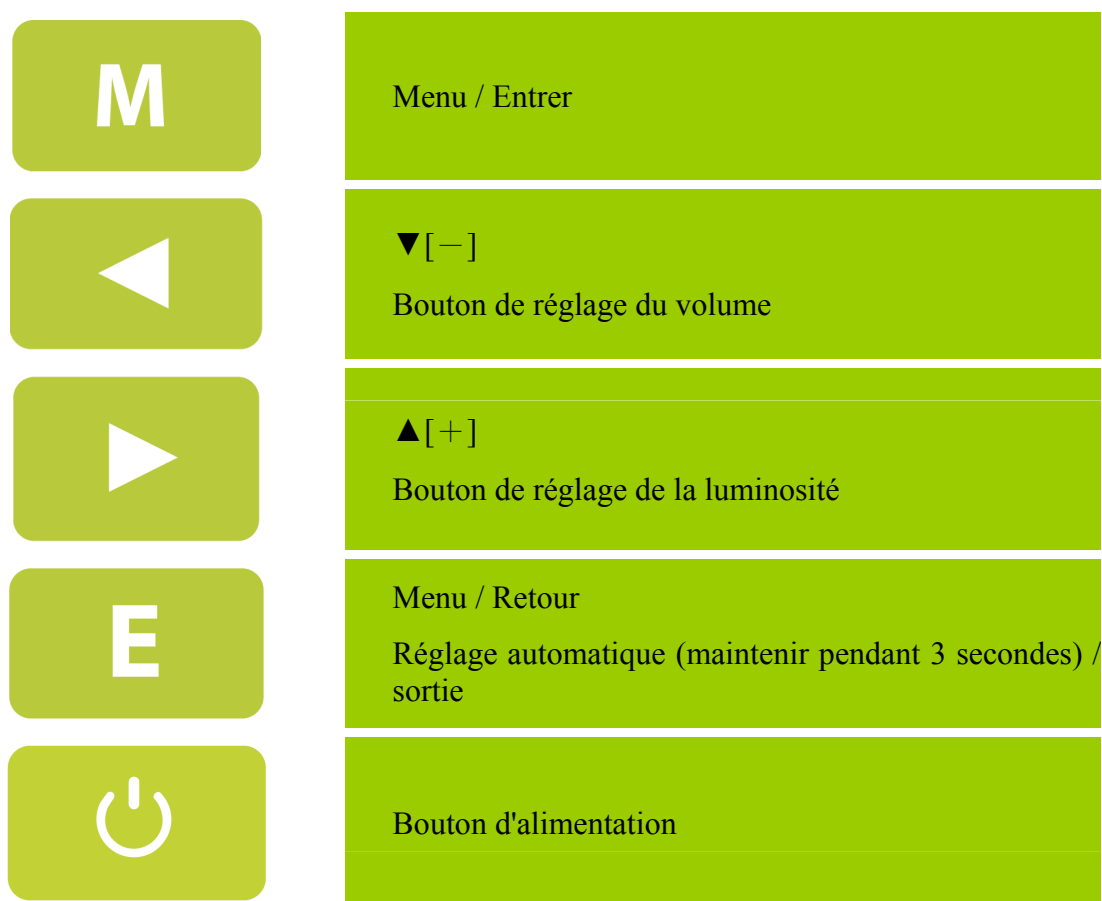 M
Menu / Entrer
▼[－]
Bouton de réglage du volume
▲[＋]
Bouton de réglage de la luminosité
E
Menu / Retour
Réglage automatique (maintenir pendant 3 secondes) /
sortie
Bouton d'alimentation